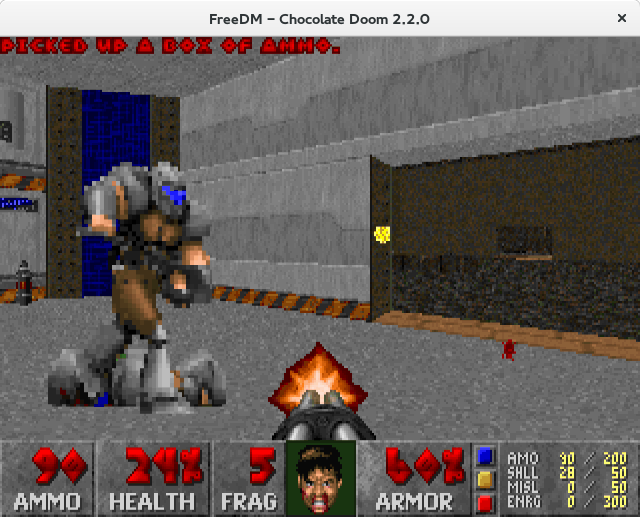 FreeDM – Chocolate Doom 2.2.0
PICKED UP A BOX OF AMMO.
90 24% 5 60%
AMMO HEALTH FRAG ARMOR
AMO 90 / 200
SHLL 28 / 50
MISL 0 / 50
ENRG 0 / 300